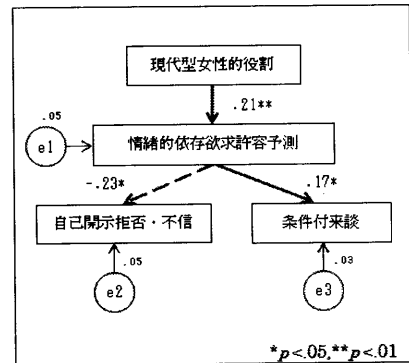 現代型女性的役割
.21**
.05
e1
情緒的依存欲求許容予測
-.23*
.17*
自己開示拒否・不信
条件付来談
.05
.03
e2
e3
*p<.05,**p<.01